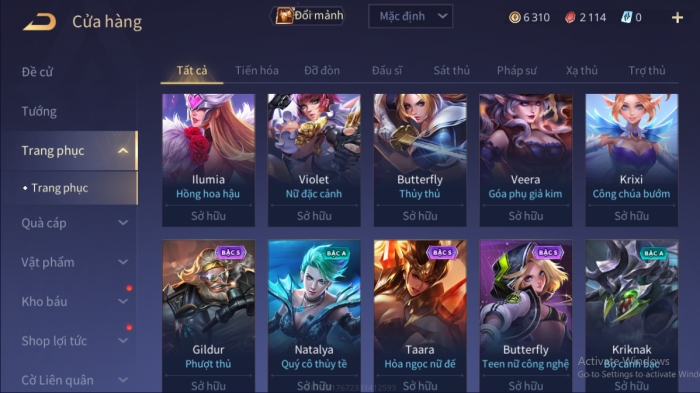 Cửa hàng
Đổi mảnh
Mặc định
6 310
2 114
0
Đề cử
Tướng
Trang phục
Trang phục
Quà cáp
Vật phẩm
Kho báu
Shop lợi tức
Cờ Liên quân
Tất cả Tiến hóa Đỡ đòn Đấu sĩ Sát thủ Pháp sư Xạ thủ Trợ thủ
Ilumia Violet Butterfly Veera Krixi
Hồng hoa hậu Nữ đặc cảnh Thủy thủ Góa phụ giả kim Công chúa bướm
Sở hữu Sở hữu Sở hữu Sở hữu Sở hữu
BẬC S BẬC A BẬC S BẬC S BẬC A
Gildur Natalya Taara Butterfly Kriknak
Phượt thủ Quý cô thủy tề Hỏa ngọc nữ đế Teen nữ công nghệ Bọ cánh bạc
Sở hữu Sở hữu Sở hữu Sở hữu Sở hữu
Activate Windows
Go to Settings to activate Windo